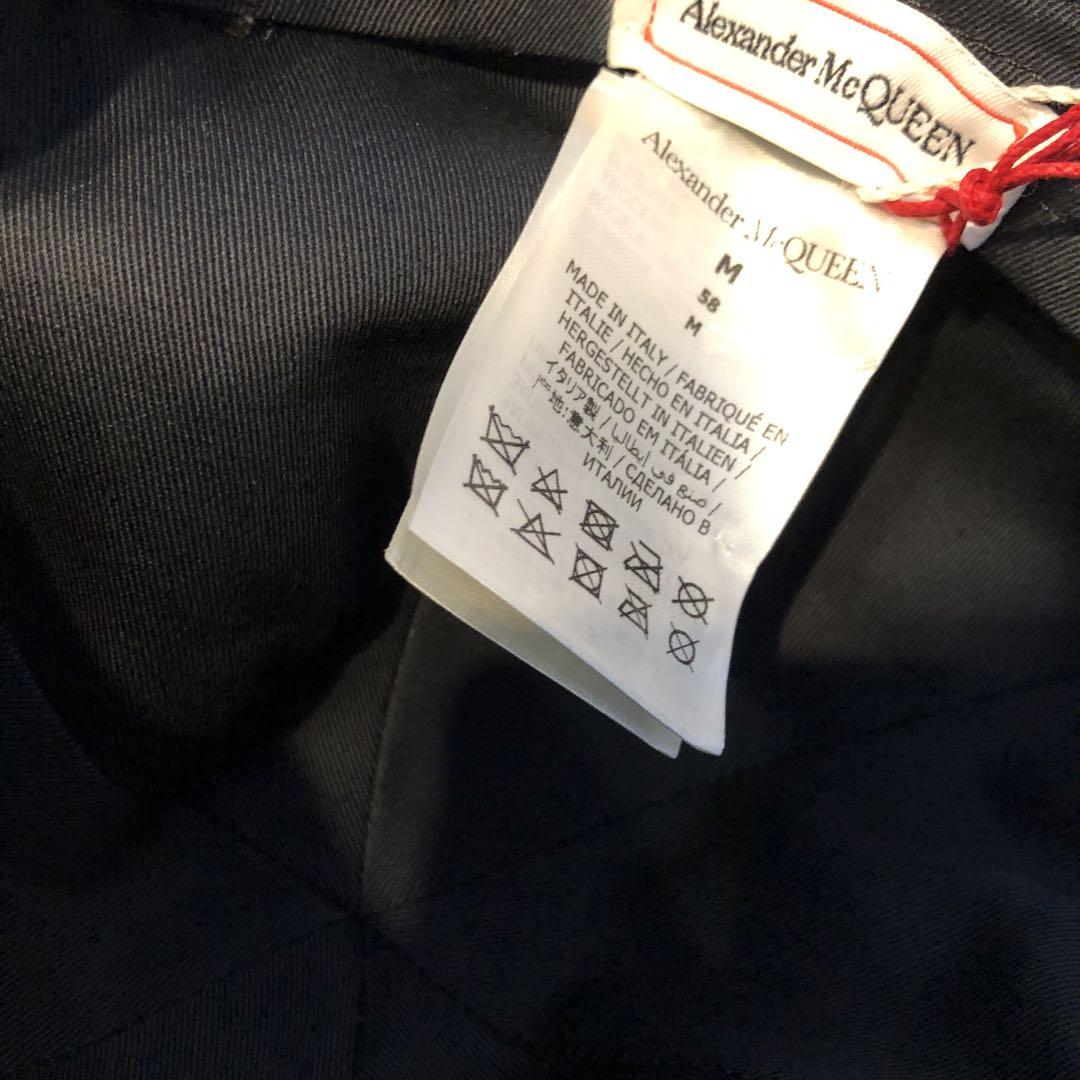 Alexander McQUEEN
Alexander McQUEEN
M
58
M
MADE IN ITALY / FABRIQUÉ EN
ITALIE / HECHO EN ITALIA /
HERGESTELLT IN ITALIEN /
FABRICADO EM ITÁLIA /
イタリア製 / صنع في إيطاليا /
产地:意大利 / СДЕЛАНО В
ИТАЛИИ